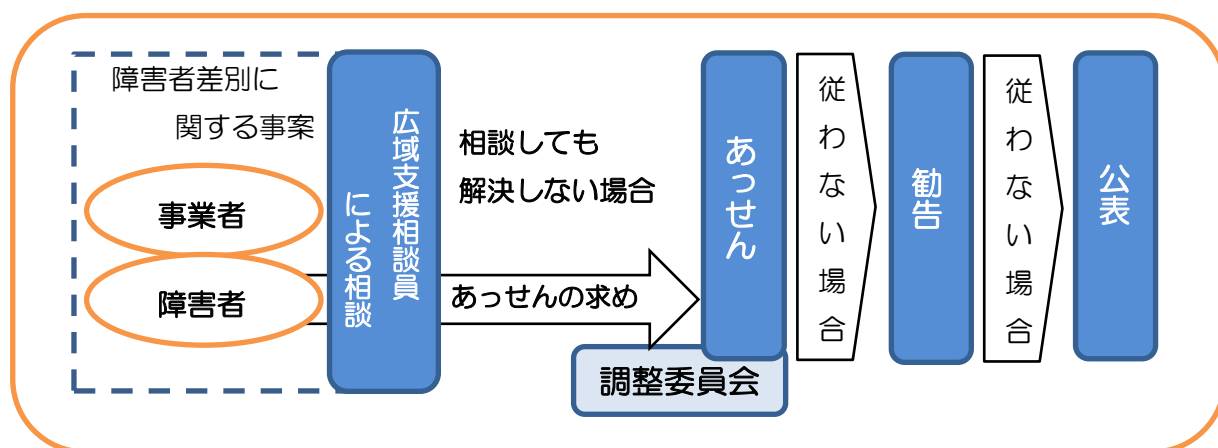 障害者差別に
関する事案
事業者
障害者
広域支援相談員
による相談
相談しても
解決しない場合
あっせんの求め
調整委員会
あっせん
従わない場合
勧告
従わない場合
公表